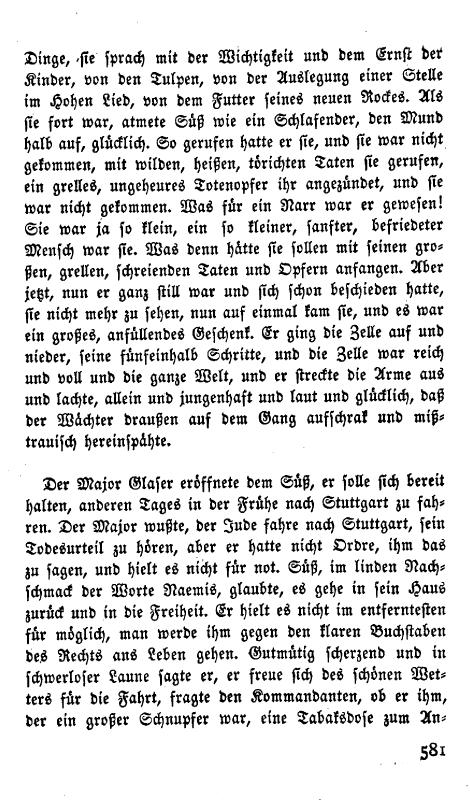 Dinge, sie sprach mit der Wichtigkeit und dem Ernst der
Kinder, von den Tulpen, von der Auslegung einer Stelle
im Hohen Lied, von dem Futter seines neuen Rockes. Als
sie fort war, atmete Süß wie ein Schlafender, den Mund
halb auf, glücklich. So gerufen hatte er sie, und sie war nicht
gekommen, mit wilden, heißen, törichten Taten sie gerufen,
ein grelles, ungeheures Totenopfer ihr angezündet, und sie
war nicht gekommen. Was für ein Narr war er gewesen!
Sie war ja so klein, ein so kleiner, sanfter, befriedeter
Mensch war sie. Was denn hätte sie sollen mit seinen gro-
ßen, grellen, schreienden Taten und Opfern anfangen. Aber
jetzt, nun er ganz still war und sich schon beschieden hatte,
sie nicht mehr zu sehen, nun auf einmal kam sie, und es war
ein großes, anfüllendes Geschenk. Er ging die Zelle auf und
nieder, seine fünfeinhalb Schritte, und die Zelle war reich
und voll und die ganze Welt, und er streckte die Arme aus
und lachte, allein und jungenhaft und laut und glücklich, daß
der Wächter draußen auf dem Gang aufschrak und miß-
trauisch hereinspähte.

Der Major Glaser eröffnete dem Süß, er solle sich bereit
halten, anderen Tages in der Frühe nach Stuttgart zu fah-
ren. Der Major wußte, der Jude fahre nach Stuttgart, sein
Todesurteil zu hören, aber er hatte nicht Ordre, ihm das
zu sagen, und hielt es nicht für not. Süß, im linden Nach-
schmack der Worte Naemis, glaubte, es gehe in sein Haus
zurück und in die Freiheit. Er hielt es nicht im entferntesten
für möglich, man werde ihm gegen den klaren Buchstaben
des Rechts ans Leben gehen. Gutmütig scherzend und in
schwerloser Laune sagte er, er freue sich des schönen Wet-
ters für die Fahrt, fragte den Kommandanten, ob er ihm,
der ein großer Schnupfer war, eine Tabaksdose zum An-
581